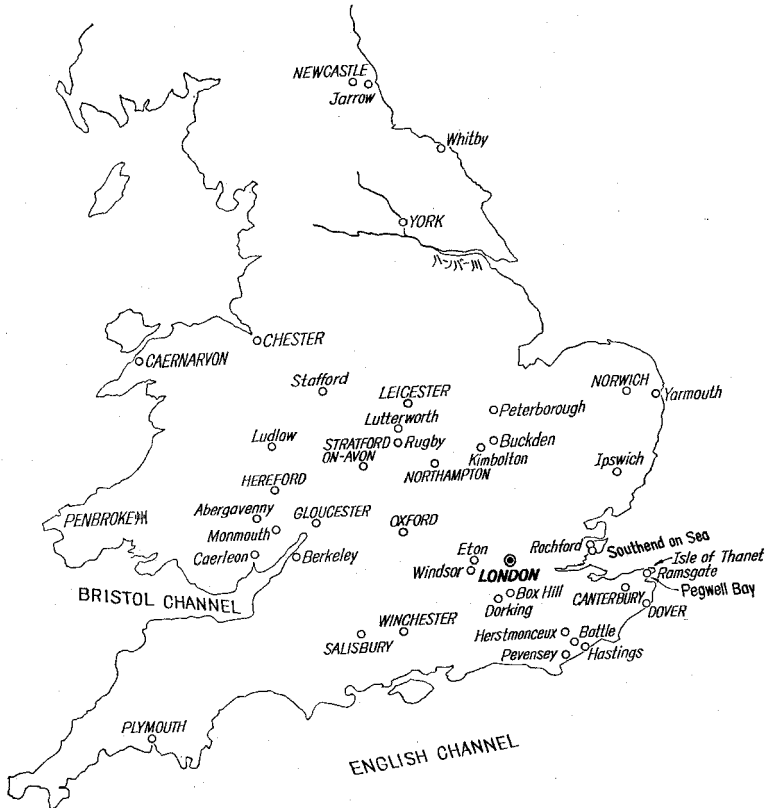 NEWCASTLE
Jarrow
Whitby
YORK
ハンバー川
CHESTER
CAERNARVON
Stafford
LEICESTER
NORWICH
Yarmouth
Peterborough
Lutterworth
Ludlow
STRATFORD
ON-AVON
Rugby
Buckden
Kimbolton
NORTHAMPTON
Ipswich
HEREFORD
PENBROKE州
Abergavenny
GLOUCESTER
OXFORD
Monmouth
Caerleon
Berkeley
Eton
Windsor
LONDON
Rochford
Southend on Sea
Isle of Thanet
Ramsgate
Pegwell Bay
BRISTOL CHANNEL
Box Hill
Dorking
CANTERBURY
DOVER
WINCHESTER
SALISBURY
Herstmonceux
Battle
Pevensey
Hastings
PLYMOUTH
ENGLISH CHANNEL